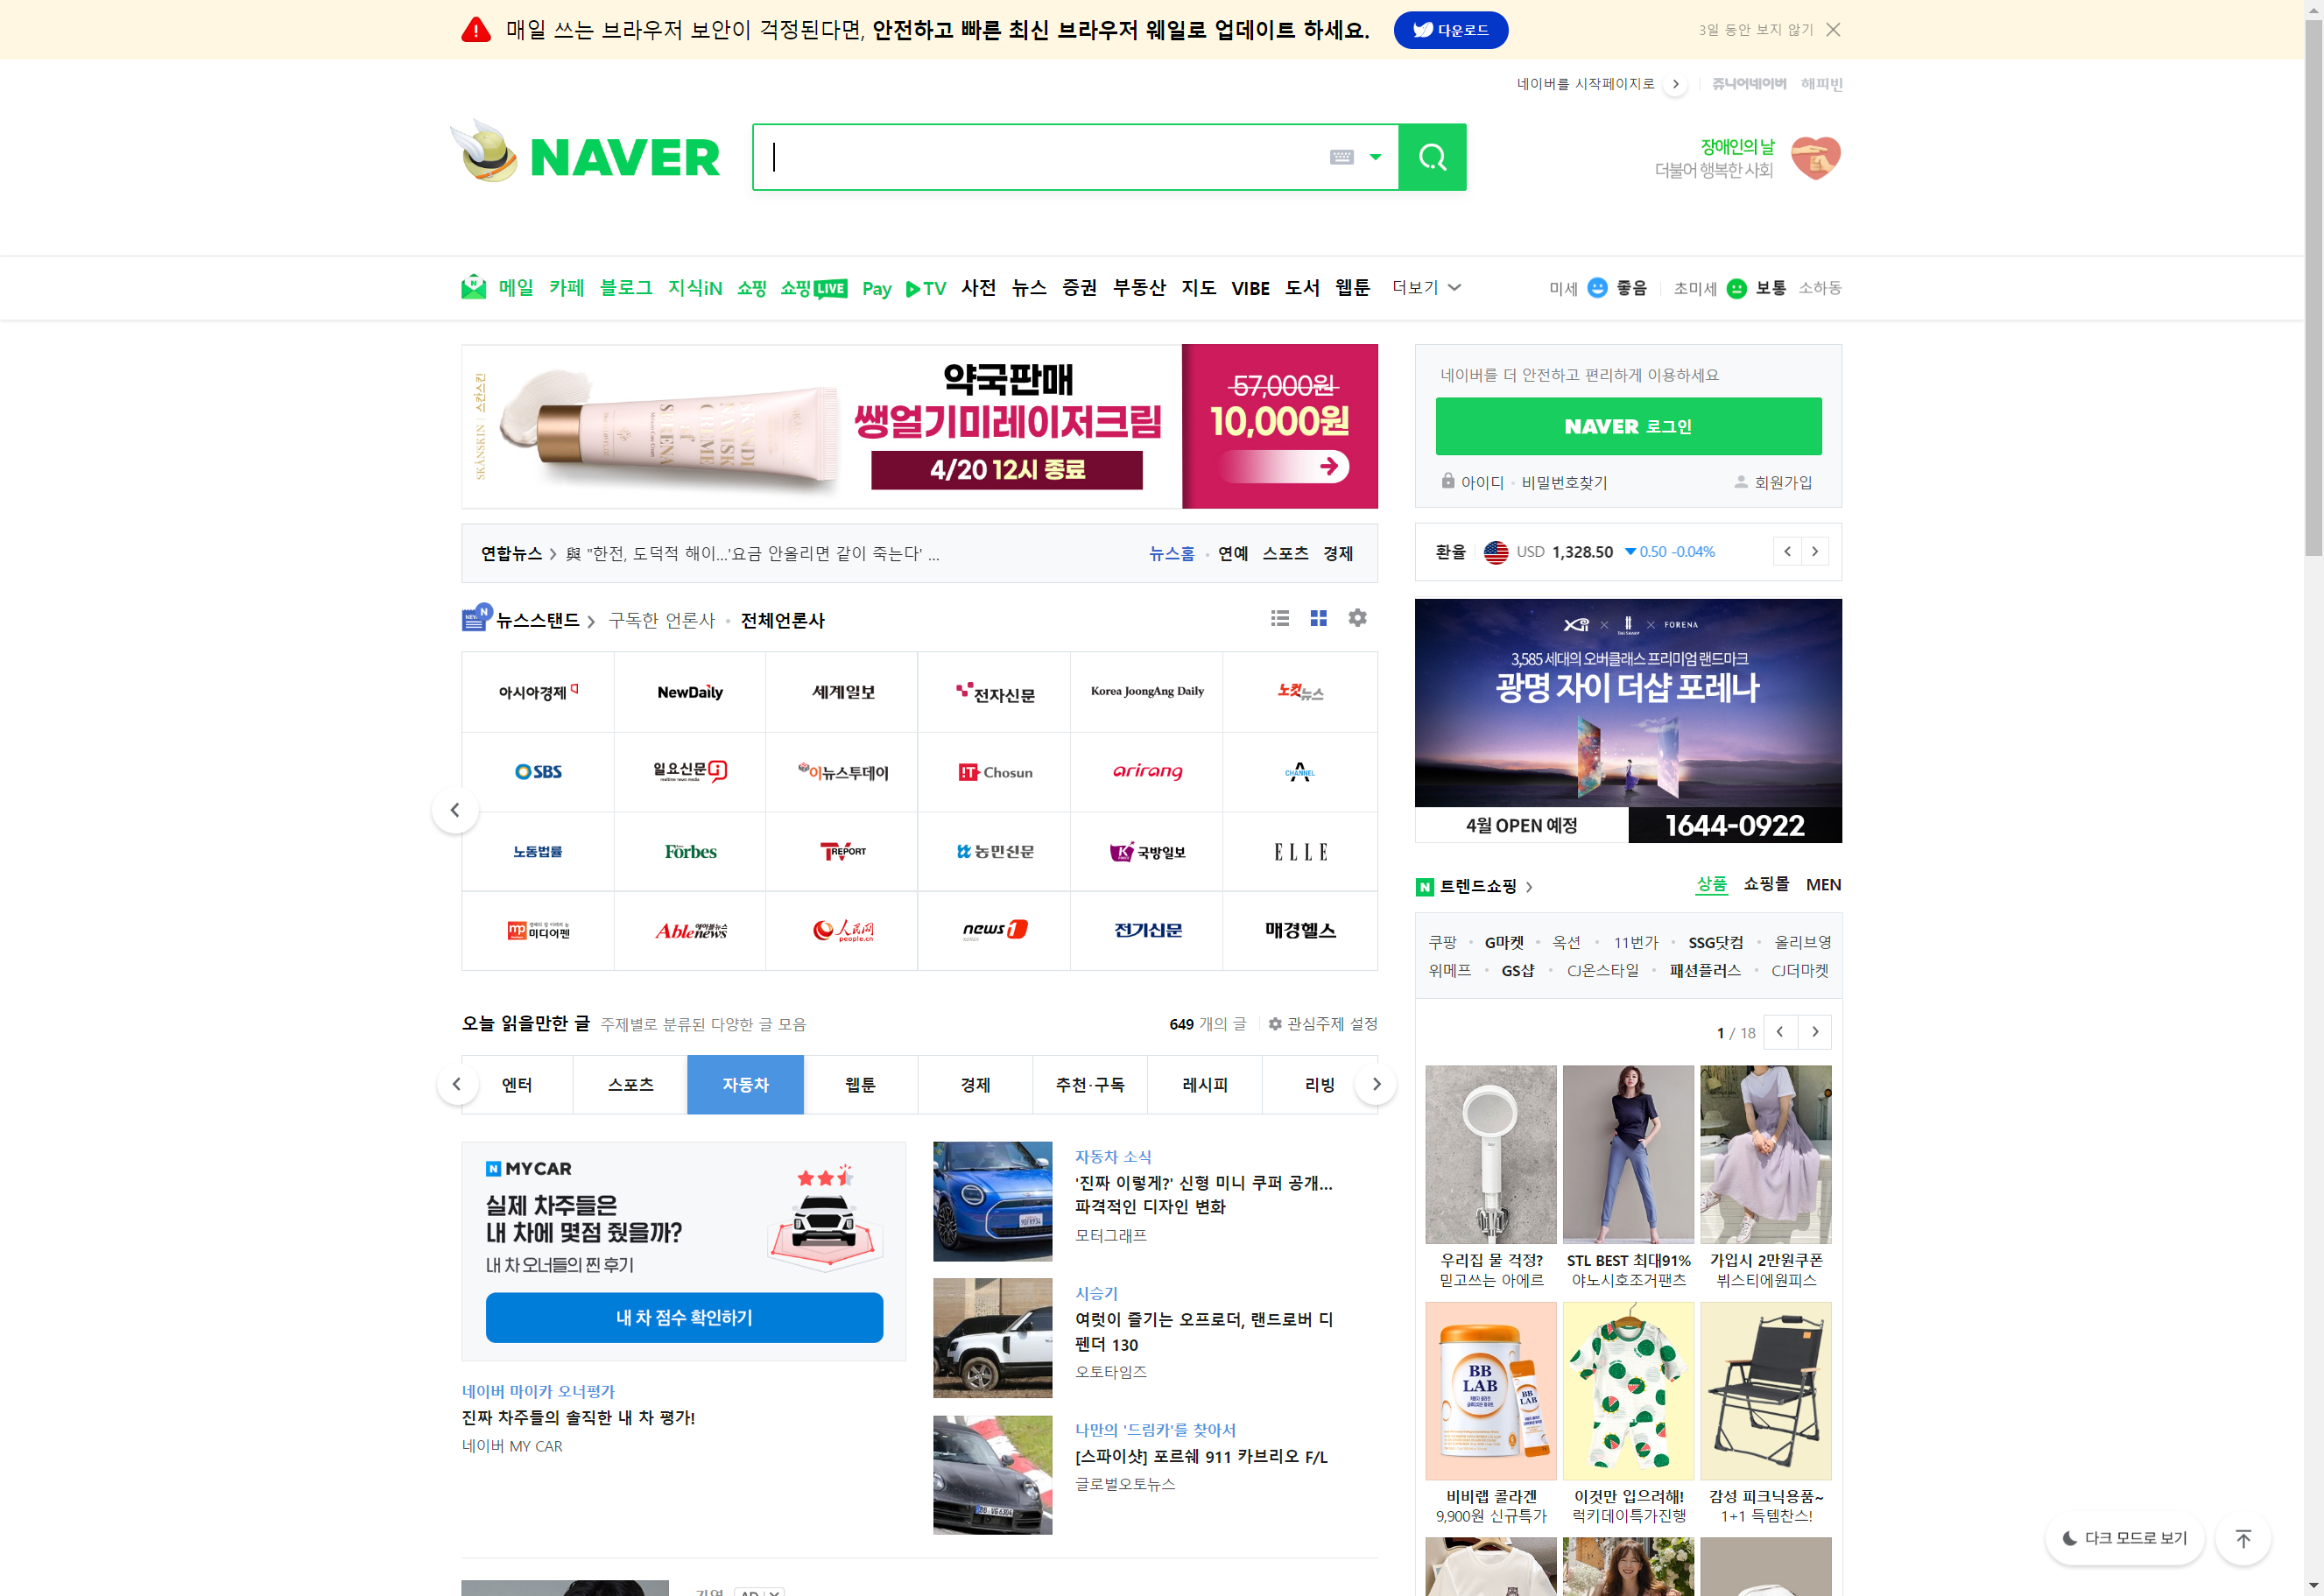 매일 쓰는 브라우저 보안이 걱정된다면, 안전하고 빠른 최신 브라우저 웨일로 업데이트 하세요.
다운로드
3일 동안 보지 않기
네이버를 시작페이지로
쥬니어네이버 해피빈
NAVER
장애인의 날
더불어 행복한 사회
메일 카페 블로그 지식iN 쇼핑 쇼핑LIVE Pay TV 사전 뉴스 증권 부동산 지도 VIBE 도서 웹툰 더보기
미세 좋음 초미세 보통 소하동
SKANSKIN | 스칸스킨
약국판매
쌩얼기미레이저크림
4/20 12시 종료
57,000원
10,000원
네이버를 더 안전하고 편리하게 이용하세요
NAVER 로그인
아이디 · 비밀번호찾기
회원가입
연합뉴스 > 與 "한전, 도덕적 해이...'요금 안올리면 같이 죽는다' ...
뉴스홈 · 연예 스포츠 경제
환율 USD 1,328.50 ▼0.50 -0.04%
뉴스스탠드 > 구독한 언론사 · 전체언론사
아시아경제 NewDaily 세계일보 전자신문 Korea JoongAng Daily 노컷뉴스
SBS 일요신문 이뉴스투데이 IT Chosun arirang CHANNEL A
노동법률 Forbes TV REPORT 농민신문 국방일보 ELLE
미디어펜 Ablenews 에이블뉴스 人民网 people.cn news1 전기신문 매경헬스
Xii × THE SHARP × FORENA
3,585 세대의 오버클래스 프리미엄 랜드마크
광명 자이 더샵 포레나
4월 OPEN 예정
1644-0922
트렌드쇼핑 >
상품 쇼핑몰 MEN
쿠팡 · G마켓 · 옥션 · 11번가 · SSG닷컴 · 올리브영
위메프 · GS샵 · CJ온스타일 · 패션플러스 · CJ더마켓
1 / 18
오늘 읽을만한 글 주제별로 분류된 다양한 글 모음
649 개의 글 관심주제 설정
엔터 스포츠 자동차 웹툰 경제 추천·구독 레시피 리빙
N MYCAR
실제 차주들은
내 차에 몇점 줬을까?
내 차 오너들의 찐 후기
내 차 점수 확인하기
네이버 마이카 오너평가
진짜 차주들의 솔직한 내 차 평가!
네이버 MY CAR
자동차 소식
'진짜 이렇게?' 신형 미니 쿠퍼 공개...
파격적인 디자인 변화
모터그래프
시승기
여럿이 즐기는 오프로더, 랜드로버 디
펜더 130
오토타임즈
나만의 '드림카'를 찾아서
[스파이샷] 포르쉐 911 카브리오 F/L
글로벌오토뉴스
우리집 물 걱정?
믿고쓰는 아에르
STL BEST 최대91%
야노시호조거팬츠
가입시 2만원쿠폰
뷔스티에원피스
BB LAB
비비랩 콜라겐
9,900원 신규특가
이것만 입으려해!
럭키데이특가진행
감성 피크닉용품~
1+1 득템찬스!
다크 모드로 보기